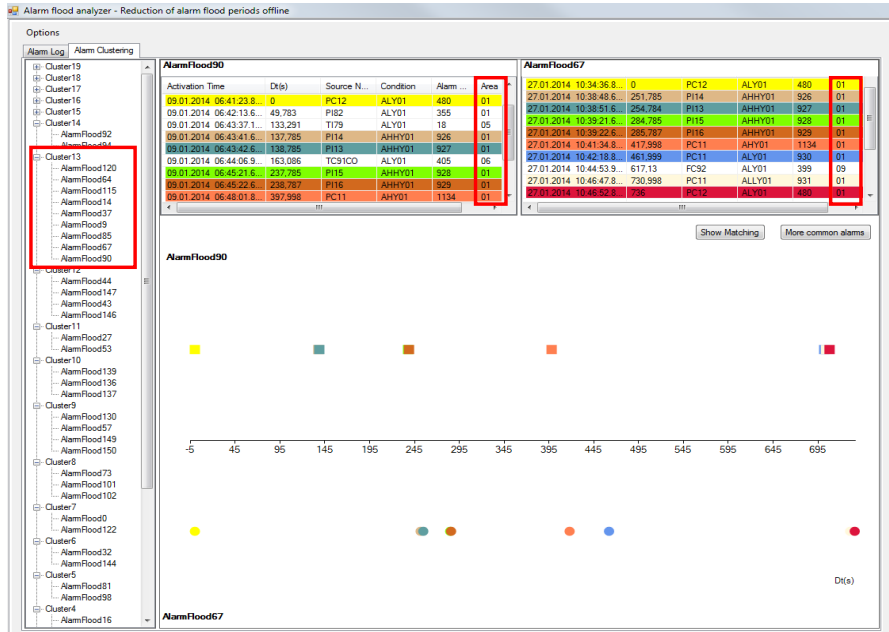 Alarm flood analyzer - Reduction of alarm flood periods offline
Options
Alarm Log Alarm Clustering
Cluster19
Cluster18
Cluster17
Cluster16
Cluster15
Cluster14
AlarmFlood92
AlarmFlood94
Cluster13
AlarmFlood120
AlarmFlood64
AlarmFlood115
AlarmFlood14
AlarmFlood37
AlarmFlood9
AlarmFlood85
AlarmFlood67
AlarmFlood90
Cluster12
AlarmFlood44
AlarmFlood147
AlarmFlood43
AlarmFlood146
Cluster11
AlarmFlood27
AlarmFlood53
Cluster10
AlarmFlood139
AlarmFlood136
AlarmFlood137
Cluster9
AlarmFlood130
AlarmFlood57
AlarmFlood149
AlarmFlood150
Cluster8
AlarmFlood73
AlarmFlood101
AlarmFlood102
Cluster7
AlarmFlood0
AlarmFlood122
Cluster6
AlarmFlood32
AlarmFlood144
Cluster5
AlarmFlood81
AlarmFlood98
Cluster4
AlarmFlood16
AlarmFlood90
Activation Time Dt(s) Source N... Condition Alarm ... Area
09.01.2014 06:41:23.8... 0 PC12 ALY01 480 01
09.01.2014 06:42:13.6... 49,783 PI82 ALY01 355 01
09.01.2014 06:43:37.1... 133,291 TI79 ALY01 18 05
09.01.2014 06:43:41.6... 137,785 PI14 AHHY01 926 01
09.01.2014 06:43:42.6... 138,785 PI13 AHHY01 927 01
09.01.2014 06:44:06.9... 163,086 TC91CO ALY01 405 06
09.01.2014 06:45:21.6... 237,785 PI15 AHHY01 928 01
09.01.2014 06:45:22.6... 238,787 PI16 AHHY01 929 01
09.01.2014 06:48:01.8... 397,998 PC11 AHY01 1134 01
AlarmFlood67
27.01.2014 10:34:36.8... 0 PC12 ALY01 480 01
27.01.2014 10:38:48.6... 251,785 PI14 AHHY01 926 01
27.01.2014 10:38:51.6... 254,784 PI13 AHHY01 927 01
27.01.2014 10:39:21.6... 284,785 PI15 AHHY01 928 01
27.01.2014 10:39:22.6... 285,787 PI16 AHHY01 929 01
27.01.2014 10:41:34.8... 417,998 PC11 AHY01 1134 01
27.01.2014 10:42:18.8... 461,999 PC11 ALY01 930 01
27.01.2014 10:44:53.9... 617,13 FC92 ALY01 399 09
27.01.2014 10:46:47.8... 730,998 PC11 ALLY01 931 01
27.01.2014 10:46:52.8... 736 PC12 ALY01 480 01
Show Matching More common alarms
AlarmFlood90
-5 45 95 145 195 245 295 345 395 445 495 545 595 645 695
Dt(s)
AlarmFlood67